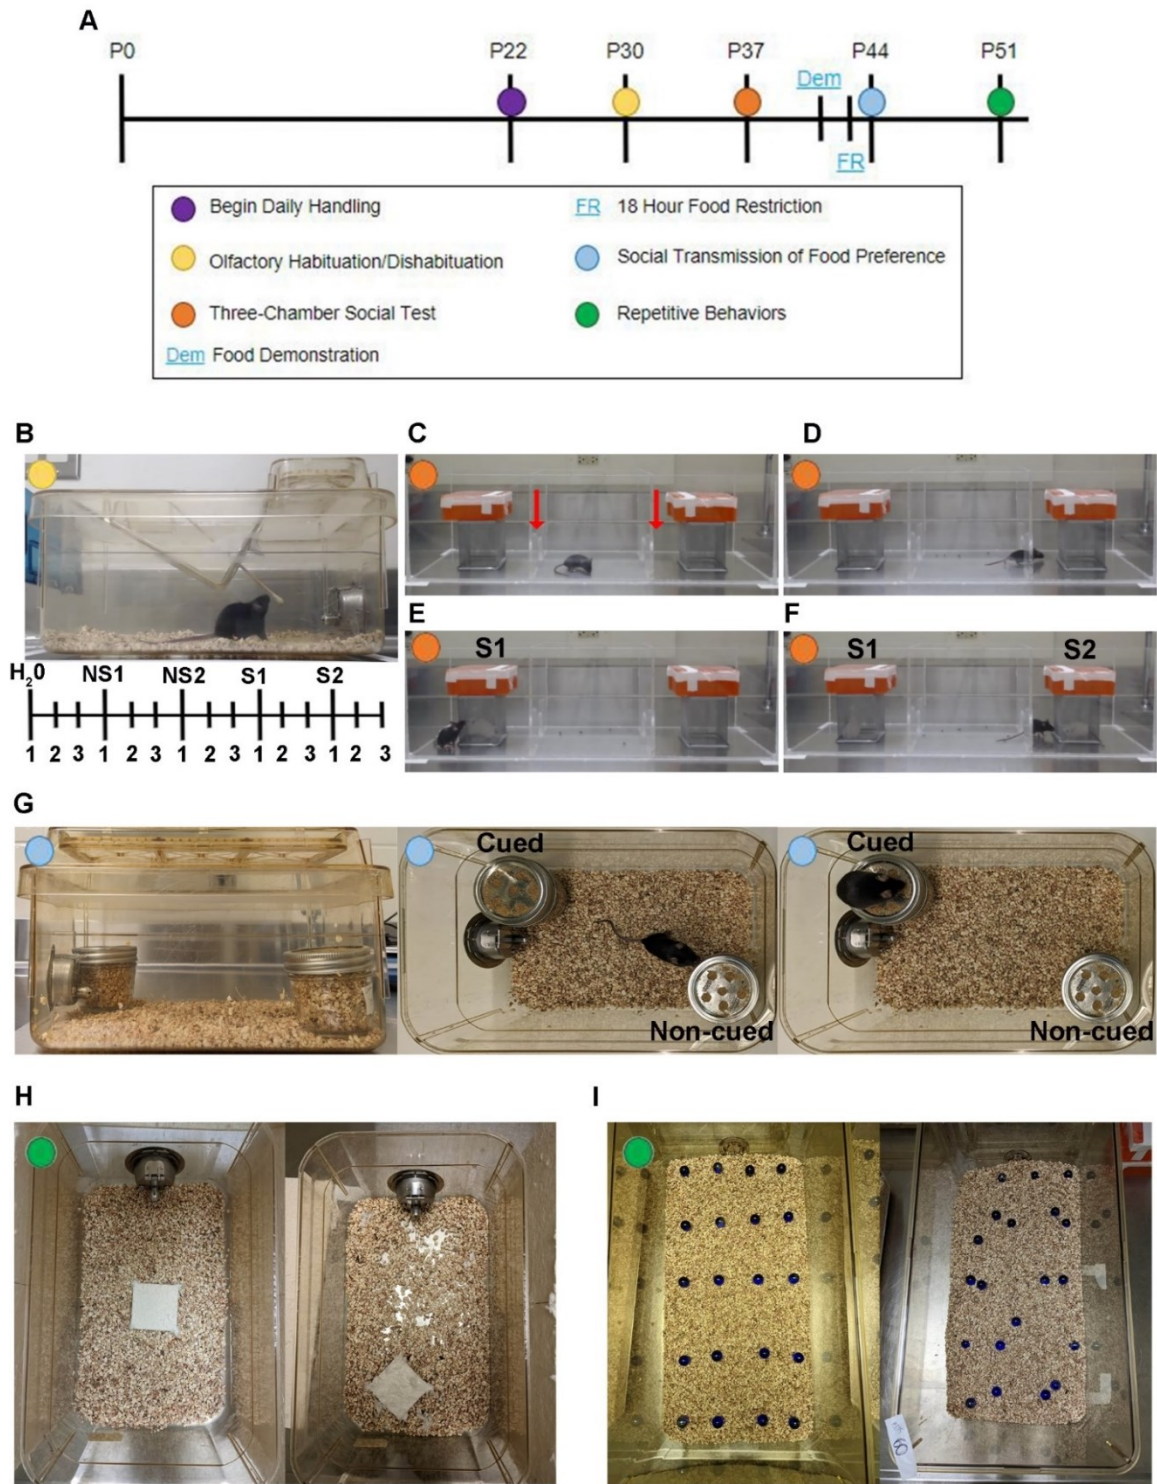 A
P0 P22 P30 P37 Dem P44 P51
FR
Begin Daily Handling
FR 18 Hour Food Restriction
Olfactory Habituation/Dishabituation
Social Transmission of Food Preference
Three-Chamber Social Test
Repetitive Behaviors
Dem Food Demonstration
B
H20 NS1 NS2 S1 S2
1 2 3 1 2 3 1 2 3 1 2 3 1 2 3
C
D
E
S1
F
S1 S2
G
Cued
Non-cued
Cued
Non-cued
H
I